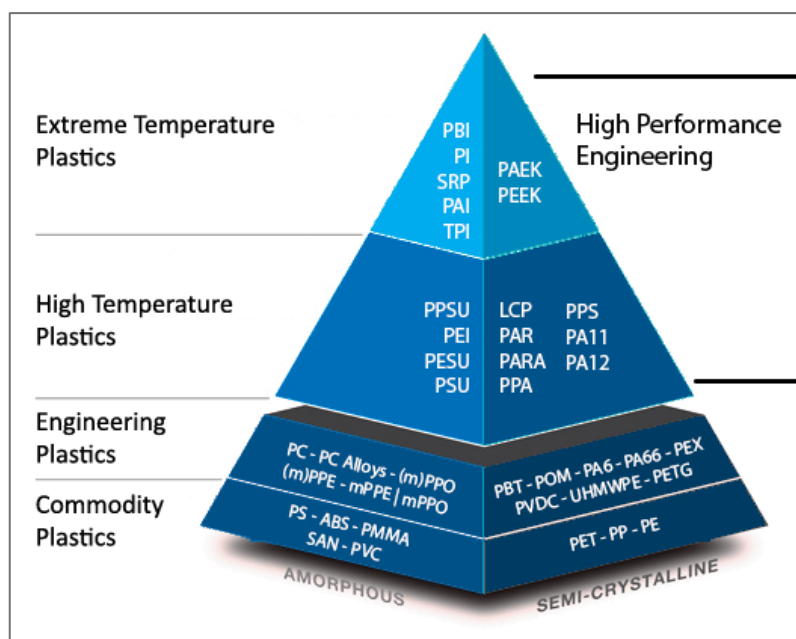 Extreme Temperature
Plastics
PBI
PI
SRP
PAI
TPI
PAEK
PEEK
High Performance
Engineering
High Temperature
Plastics
PPSU
PEI
PESU
PSU
LCP
PAR
PARA
PPA
PPS
PA11
PA12
Engineering
Plastics
PC - PC Alloys - (m)PPO
(m)PPE - mPPE | mPPO
PBT - POM - PA6 - PA66 - PEX
PVDC - UHMWPE - PETG
Commodity
Plastics
PS - ABS - PMMA
SAN - PVC
PET - PP - PE
AMORPHOUS
SEMI-CRYSTALLINE